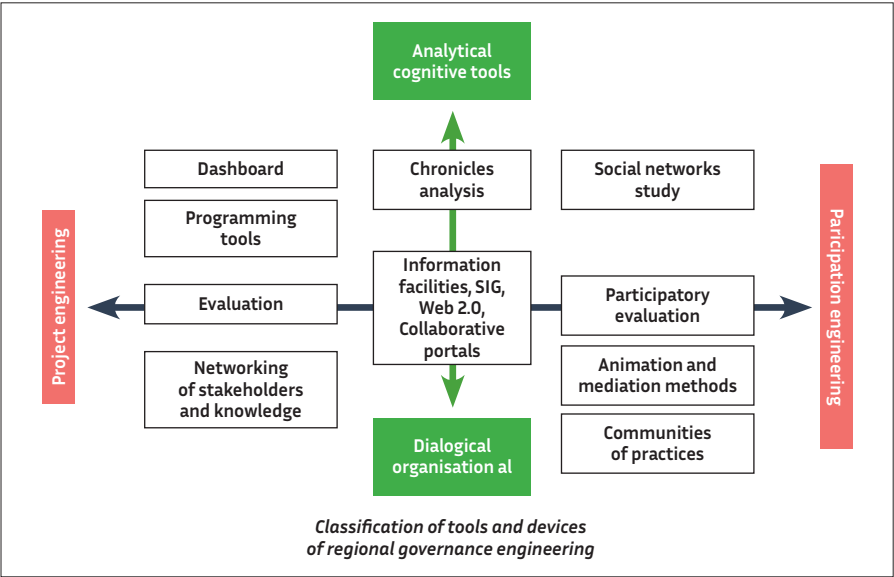 Analytical
cognitive tools
Dashboard
Chronicles
analysis
Social networks
study
Programming
tools
Project engineering
Paricipation engineering
Information
facilities, SIG,
Web 2.0,
Collaborative
portals
Evaluation
Participatory
evaluation
Networking
of stakeholders
and knowledge
Animation and
mediation methods
Dialogical
organisation al
Communities
of practices
Classification of tools and devices
of regional governance engineering